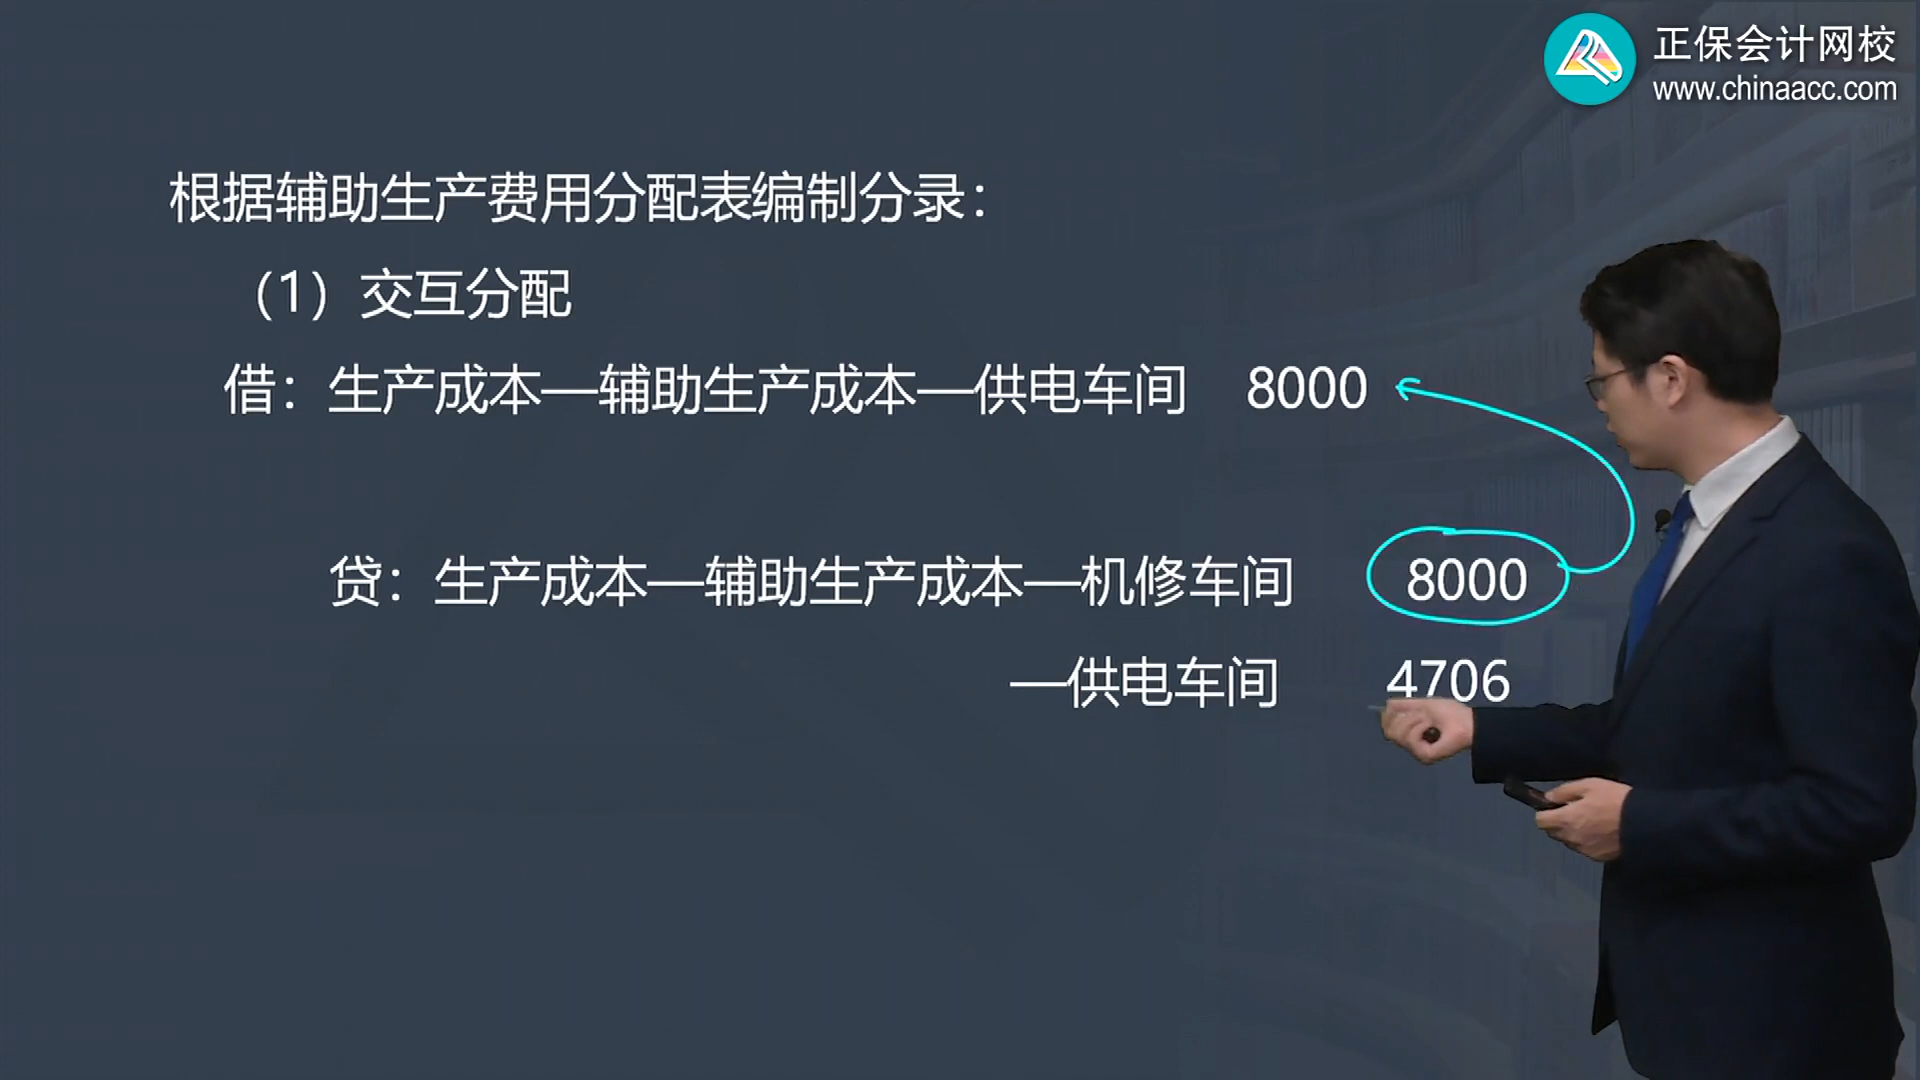 正保会计网校
www.chinaacc.com
根据辅助生产费用分配表编制分录：
（1）交互分配
借：生产成本—辅助生产成本—供电车间 8000
贷：生产成本—辅助生产成本—机修车间 8000
—供电车间 4706